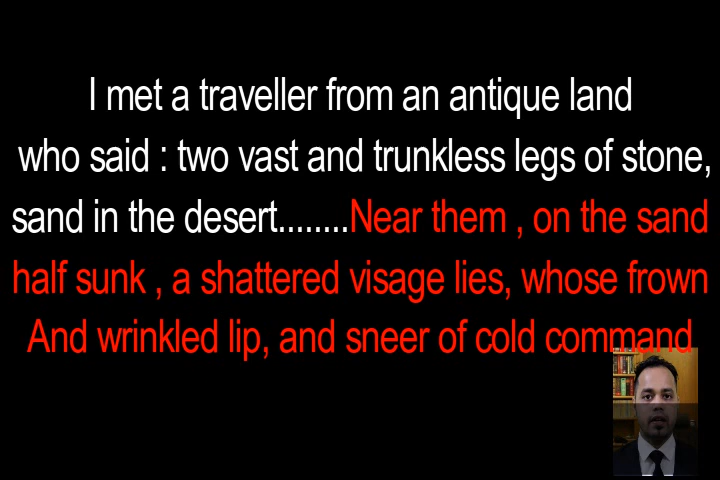 I met a traveller from an antique land
who said : two vast and trunkless legs of stone,
sand in the desert........Near them , on the sand
half sunk , a shattered visage lies, whose frown
And wrinkled lip, and sneer of cold command